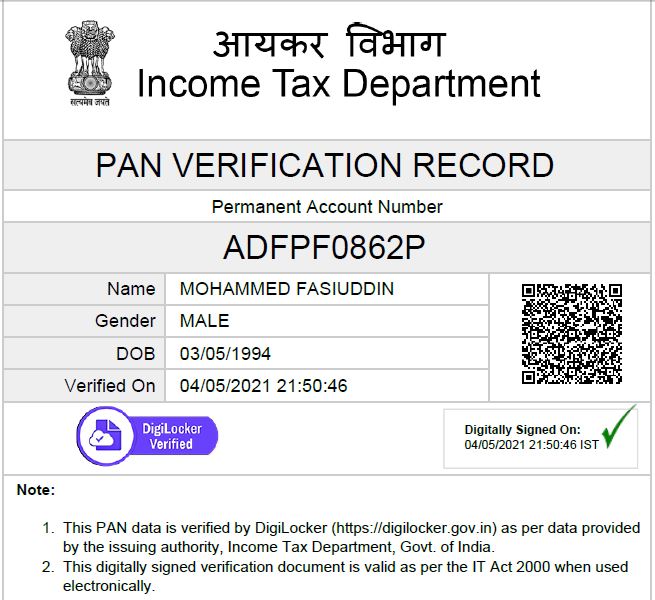 सत्यमेव जयते
आयकर विभाग
Income Tax Department
PAN VERIFICATION RECORD
Permanent Account Number
ADFPF0862P
Name MOHAMMED FASIUDDIN
Gender MALE
DOB 03/05/1994
Verified On 04/05/2021 21:50:46
DigiLocker
Verified
Digitally Signed On:
04/05/2021 21:50:46 IST
Note:
1. This PAN data is verified by DigiLocker (https://digilocker.gov.in) as per data provided
by the issuing authority, Income Tax Department, Govt. of India.
2. This digitally signed verification document is valid as per the IT Act 2000 when used
electronically.